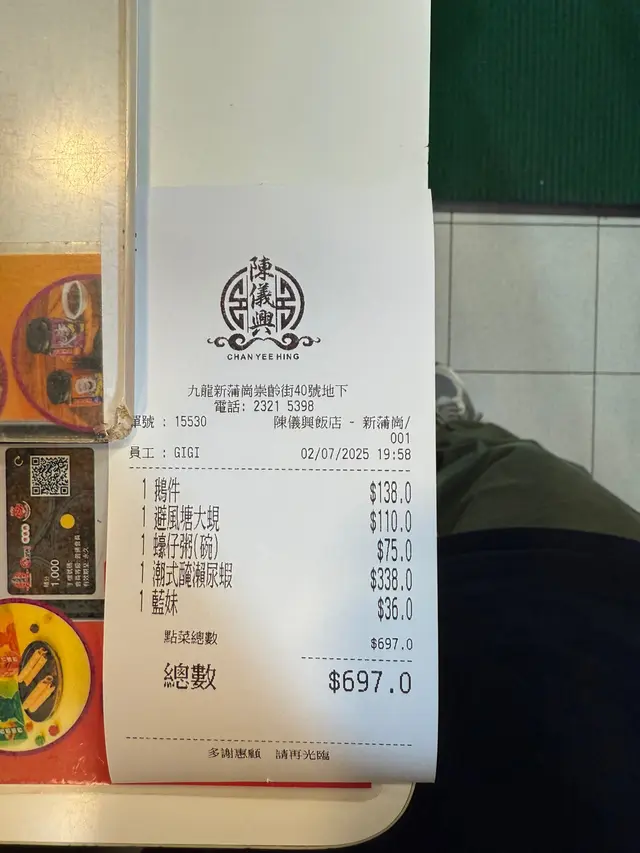 陳儀興
CHAN YEE HING
九龍新蒲崗崇齡街40號地下
電話: 2321 5398
單號 : 15530 陳儀興飯店 - 新蒲崗/
001
員工 : GIGI 02/07/2025 19:58
1 鵝件 $138.0
1 避風塘大蜆 $110.0
1 蠔仔粥(碗) $75.0
1 潮式醃瀨尿蝦 $338.0
1 藍妹 $36.0
點菜總數 $697.0
總數 $697.0
多謝惠顧 請再光臨
1,000